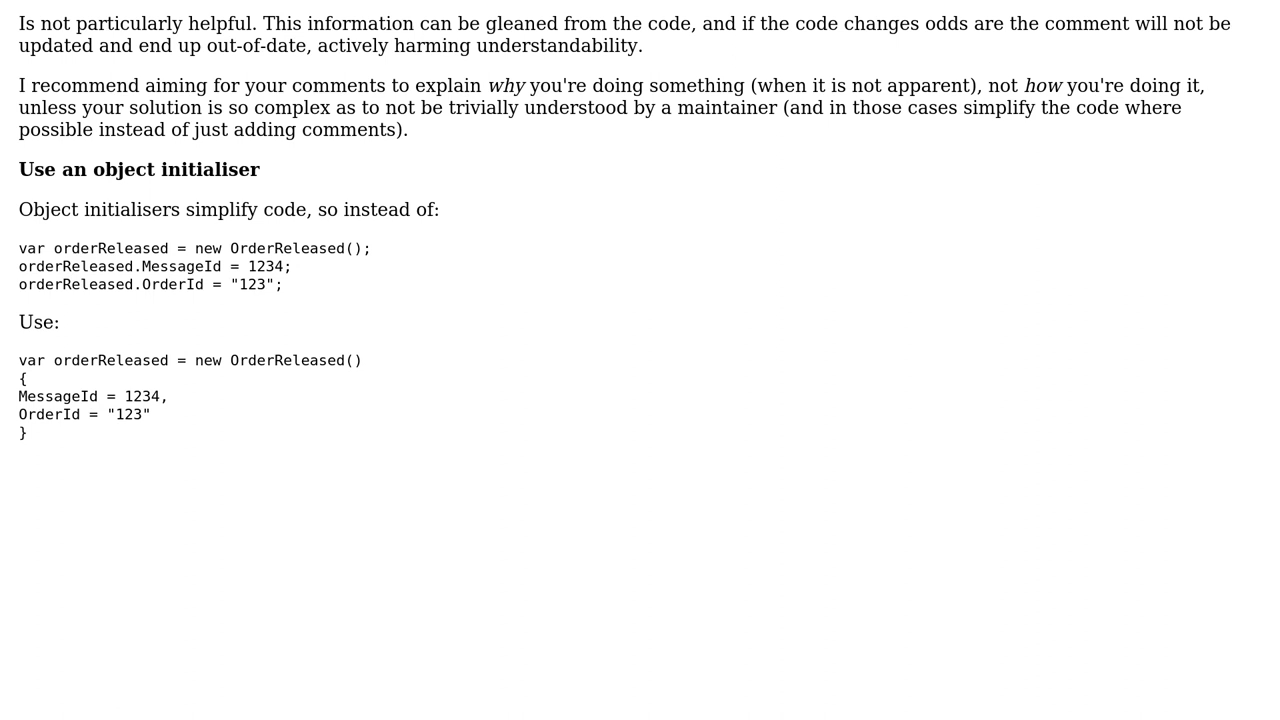 Is not particularly helpful. This information can be gleaned from the code, and if the code changes odds are the comment will not be
updated and end up out-of-date, actively harming understandability.
I recommend aiming for your comments to explain why you're doing something (when it is not apparent), not how you're doing it,
unless your solution is so complex as to not be trivially understood by a maintainer (and in those cases simplify the code where
possible instead of just adding comments).
Use an object initialiser
Object initialisers simplify code, so instead of:
var orderReleased = new OrderReleased();
orderReleased.MessageId = 1234;
orderReleased.OrderId = "123";
Use:
var orderReleased = new OrderReleased()
{
MessageId = 1234,
OrderId = "123"
}